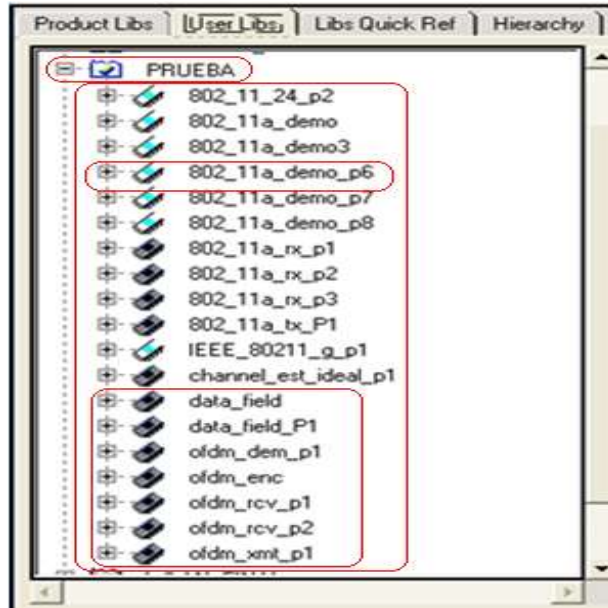 Product Libs User Libs Libs Quick Ref Hierarchy
PRUEBA
802_11_24_p2
802_11a_demo
802_11a_demo3
802_11a_demo_p6
802_11a_demo_p7
802_11a_demo_p8
802_11a_rx_p1
802_11a_rx_p2
802_11a_rx_p3
802_11a_tx_P1
IEEE_80211_g_p1
channel_est_ideal_p1
data_field
data_field_P1
ofdm_dem_p1
ofdm_enc
ofdm_rcv_p1
ofdm_rcv_p2
ofdm_xmt_p1